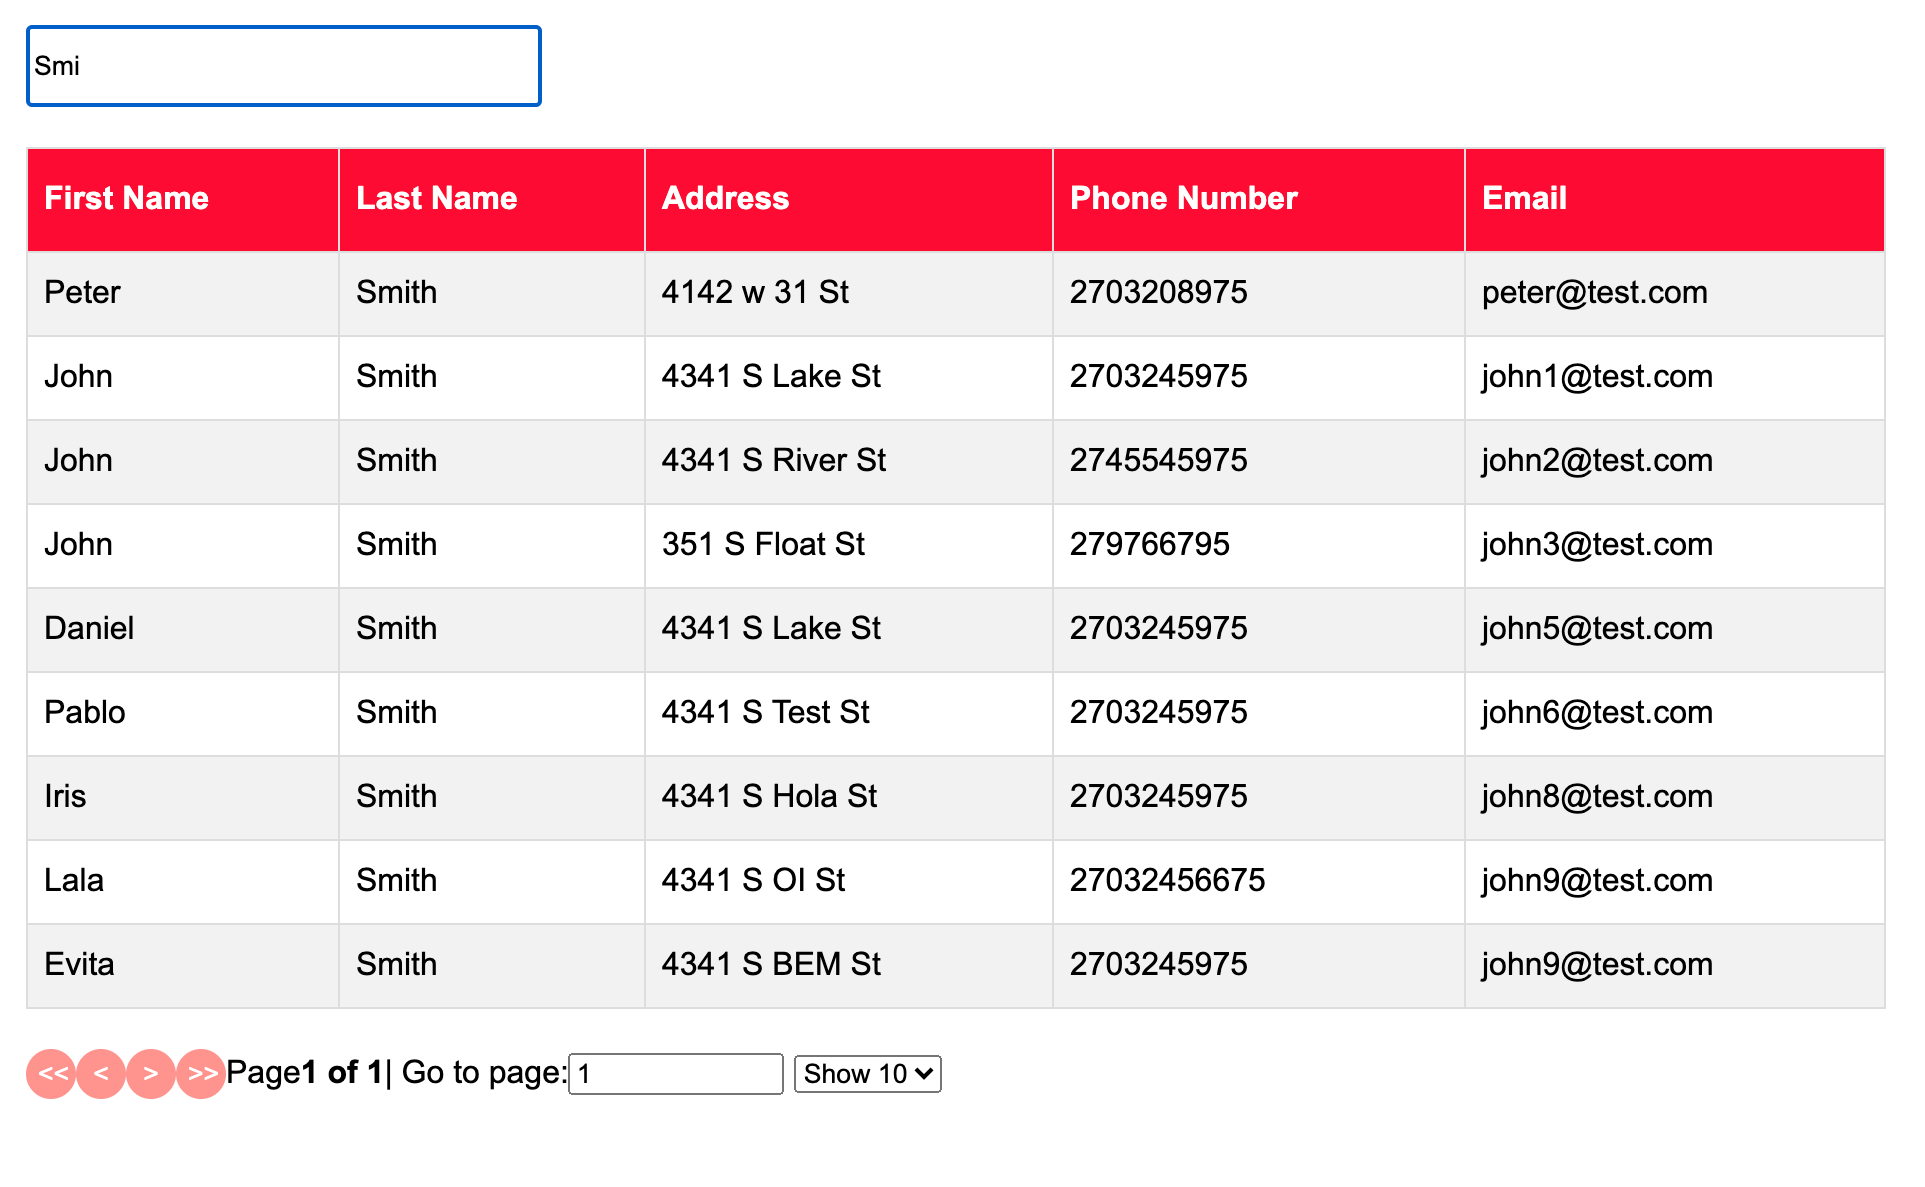 Smi
First Name Last Name Address Phone Number Email
Peter Smith 4142 w 31 St 2703208975 peter@test.com
John Smith 4341 S Lake St 2703245975 john1@test.com
John Smith 4341 S River St 2745545975 john2@test.com
John Smith 351 S Float St 279766795 john3@test.com
Daniel Smith 4341 S Lake St 2703245975 john5@test.com
Pablo Smith 4341 S Test St 2703245975 john6@test.com
Iris Smith 4341 S Hola St 2703245975 john8@test.com
Lala Smith 4341 S OI St 27032456675 john9@test.com
Evita Smith 4341 S BEM St 2703245975 john9@test.com
<< < > >> Page1 of 1| Go to page: 1 Show 10